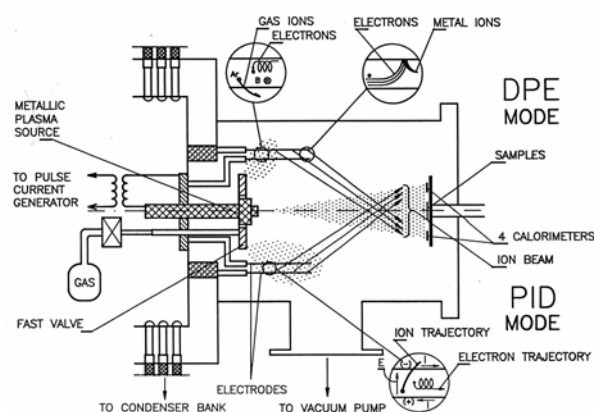 GAS IONS
ELECTRONS
Ar
B ⊗
ELECTRONS
METAL IONS
DPE
MODE
METALLIC
PLASMA
SOURCE
SAMPLES
TO PULSE
CURRENT
GENERATOR
4 CALORIMETERS
ION BEAM
GAS
PID
MODE
FAST VALVE
ION TRAJECTORY
(-)
I
E
ELECTRON TRAJECTORY
(+)
I
ELECTRODES
TO CONDENSER BANK
TO VACUUM PUMP